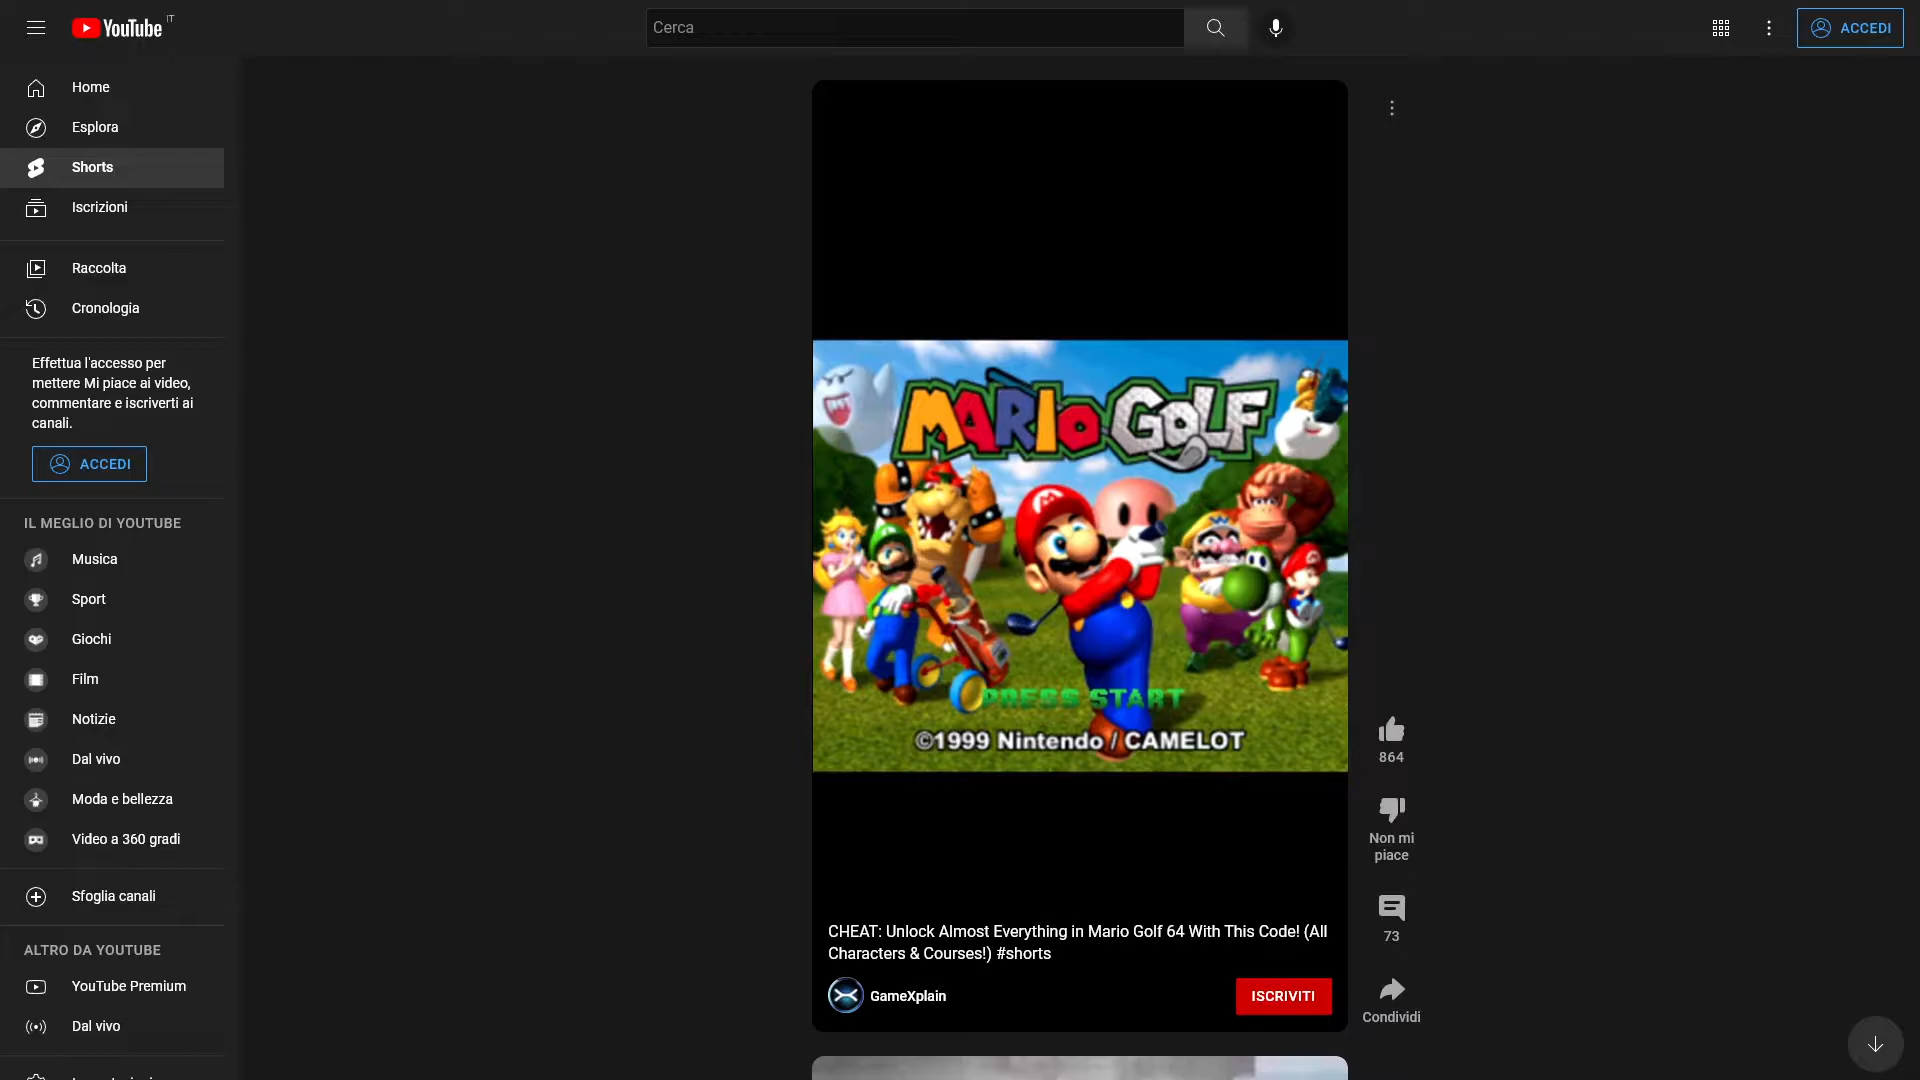 YouTube IT
Cerca
ACCEDI
Home
Esplora
Shorts
Iscrizioni
Raccolta
Cronologia
Effettua l'accesso per
mettere Mi piace ai video,
commentare e iscriverti ai
canali.
ACCEDI
IL MEGLIO DI YOUTUBE
Musica
Sport
Giochi
Film
Notizie
Dal vivo
Moda e bellezza
Video a 360 gradi
Sfoglia canali
ALTRO DA YOUTUBE
YouTube Premium
Dal vivo
MARIO GOLF
PRESS START
©1999 Nintendo / CAMELOT
CHEAT: Unlock Almost Everything in Mario Golf 64 With This Code! (All
Characters & Courses!) #shorts
GameXplain
ISCRIVITI
864
Non mi
piace
73
Condividi